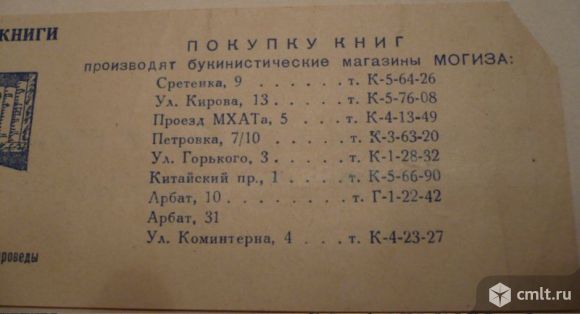 КНИГИ
ПОКУПКУ КНИГ
производят букинистические магазины МОГИЗА:
Сретенка, 9 . . . . . . т. К-5-64-26
Ул. Кирова, 13 . . . . . т. К-5-76-08
Проезд МХАТа, 5 . . . . т. К-4-13-49
Петровка, 7/10 . . . . . т. К-3-63-20
Ул. Горького, 3 . . . . . т. К-1-28-32
Китайский пр., 1 . . . . т. К-5-66-90
Арбат, 10 . . . . . . . т. Г-1-22-42
Арбат, 31
Ул. Коминтерна, 4 . . . т. К-4-23-27
роведы
cmlt.ru